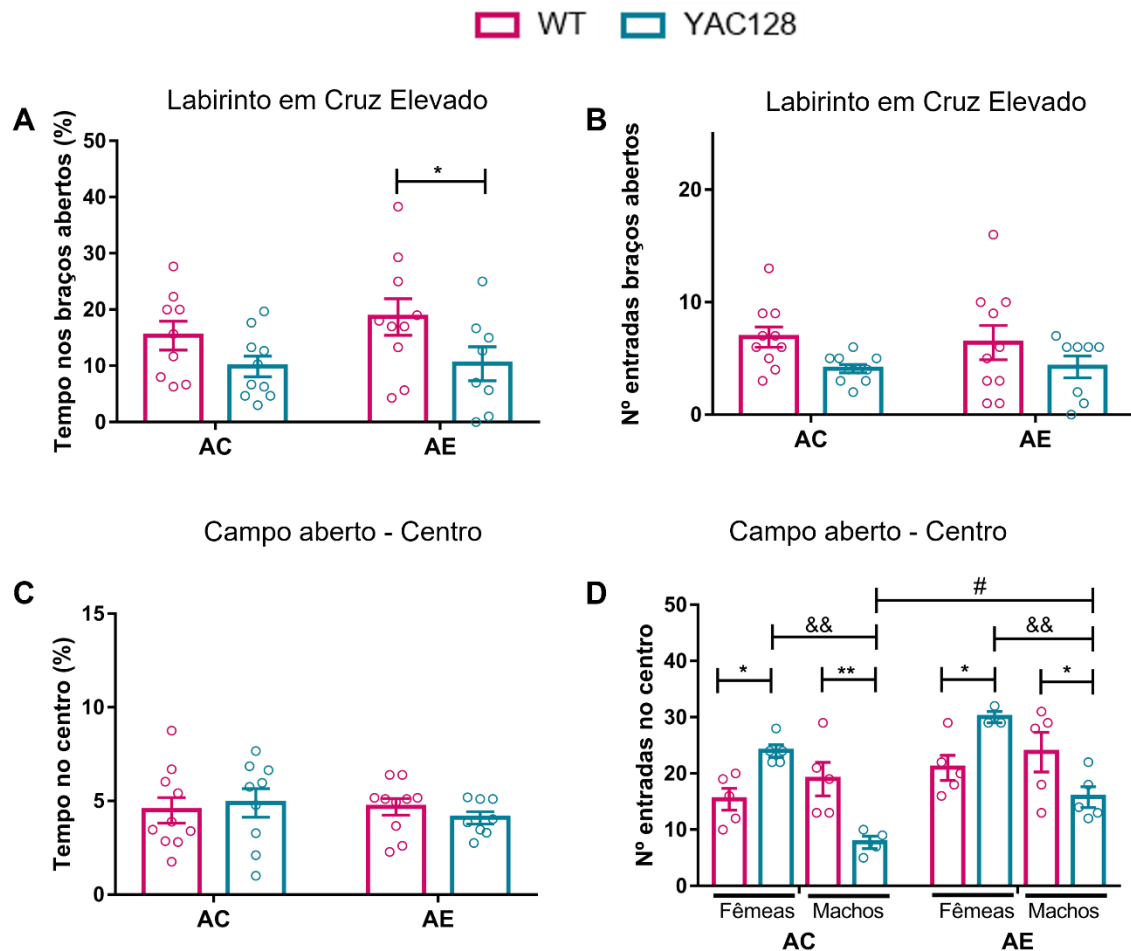 WT YAC128
Labirinto em Cruz Elevado
A
Tempo nos braços abertos (%)
50
40
30
20
10
0
*
AC AE
Labirinto em Cruz Elevado
B
Nº entradas braços abertos
20
10
0
AC AE
Campo aberto - Centro
C
Tempo no centro (%)
15
10
5
0
AC AE
Campo aberto - Centro
D
Nº entradas no centro
50
40
30
20
10
0
#
&& &&
* ** * *
Fêmeas Machos Fêmeas Machos
AC AE